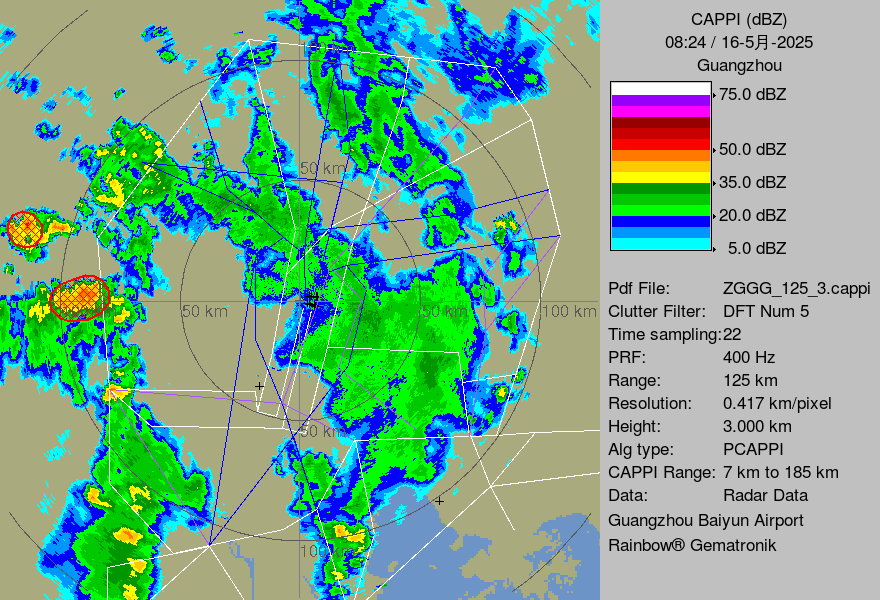 CAPPI (dBZ)
08:24 / 16-5月-2025
Guangzhou
75.0 dBZ
50.0 dBZ
35.0 dBZ
20.0 dBZ
5.0 dBZ
Pdf File: ZGGG_125_3.cappi
Clutter Filter: DFT Num 5
Time sampling:22
PRF: 400 Hz
Range: 125 km
Resolution: 0.417 km/pixel
Height: 3.000 km
Alg type: PCAPPI
CAPPI Range: 7 km to 185 km
Data: Radar Data
Guangzhou Baiyun Airport
Rainbow® Gematronik
50 km
50 km
50 km
100 km
50 km
100 km